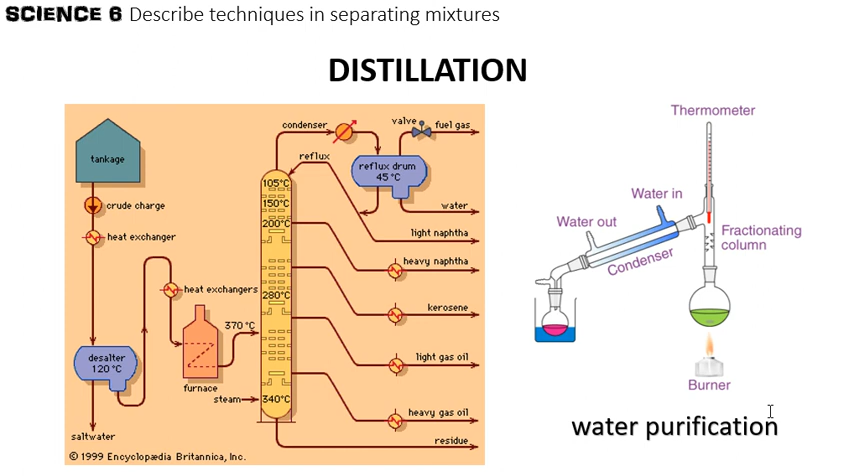 SCIENCE 6 Describe techniques in separating mixtures
DISTILLATION
tankage
crude charge
heat exchanger
desalter
120 °C
saltwater
heat exchangers
furnace
370 °C
steam
condenser
reflux
105°C
150°C
200°C
280°C
340°C
valve
fuel gas
reflux drum
45 °C
water
light naphtha
heavy naphtha
kerosene
light gas oil
heavy gas oil
residue
© 1999 Encyclopædia Britannica, Inc.
Thermometer
Water in
Water out
Condenser
Fractionating
column
Burner
water purification